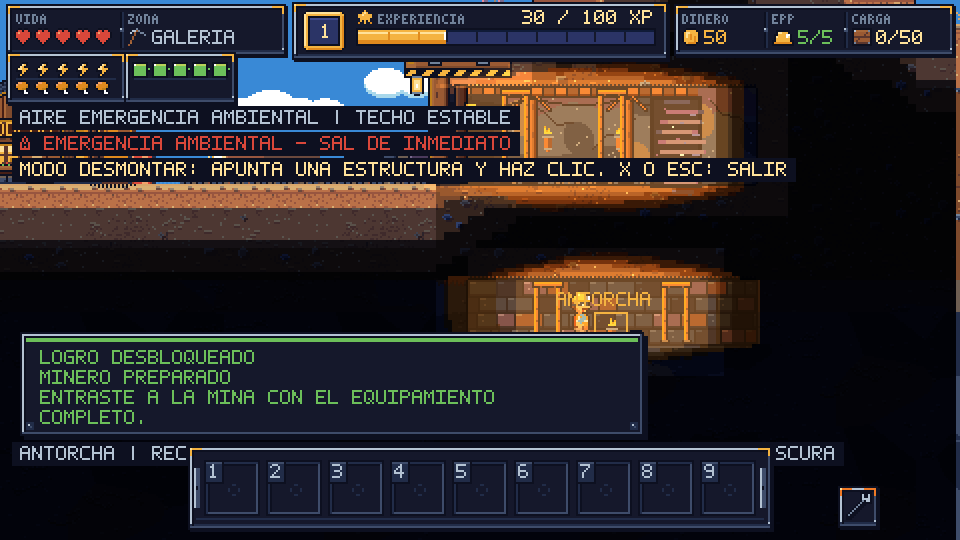 VIDA
ZONA
GALERIA
1
EXPERIENCIA
30 / 100 XP
DINERO
50
EPP
5/5
CARGA
0/50
AIRE EMERGENCIA AMBIENTAL | TECHO ESTABLE
EMERGENCIA AMBIENTAL - SAL DE INMEDIATO
MODO DESMONTAR: APUNTA UNA ESTRUCTURA Y HAZ CLIC. X O ESC: SALIR
ANTORCHA
LOGRO DESBLOQUEADO
MINERO PREPARADO
ENTRASTE A LA MINA CON EL EQUIPAMIENTO
COMPLETO.
ANTORCHA | REC
SCURA
1 2 3 4 5 6 7 8 9